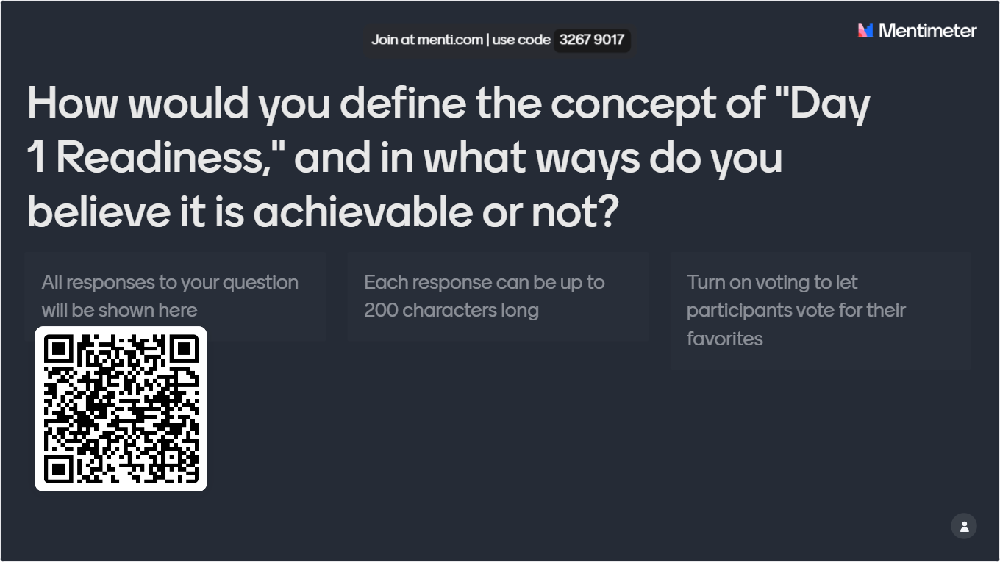 Join at menti.com | use code 3267 9017
Mentimeter
How would you define the concept of "Day
1 Readiness," and in what ways do you
believe it is achievable or not?
All responses to your question
will be shown here
Each response can be up to
200 characters long
Turn on voting to let
participants vote for their
favorites